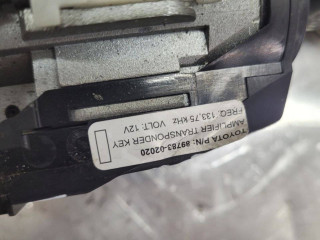 TOYOTA P/N: 89783-02020
AMPLIFIER TRANSPONDER KEY
FREQ. 133.75 kHz VOLT: 12V